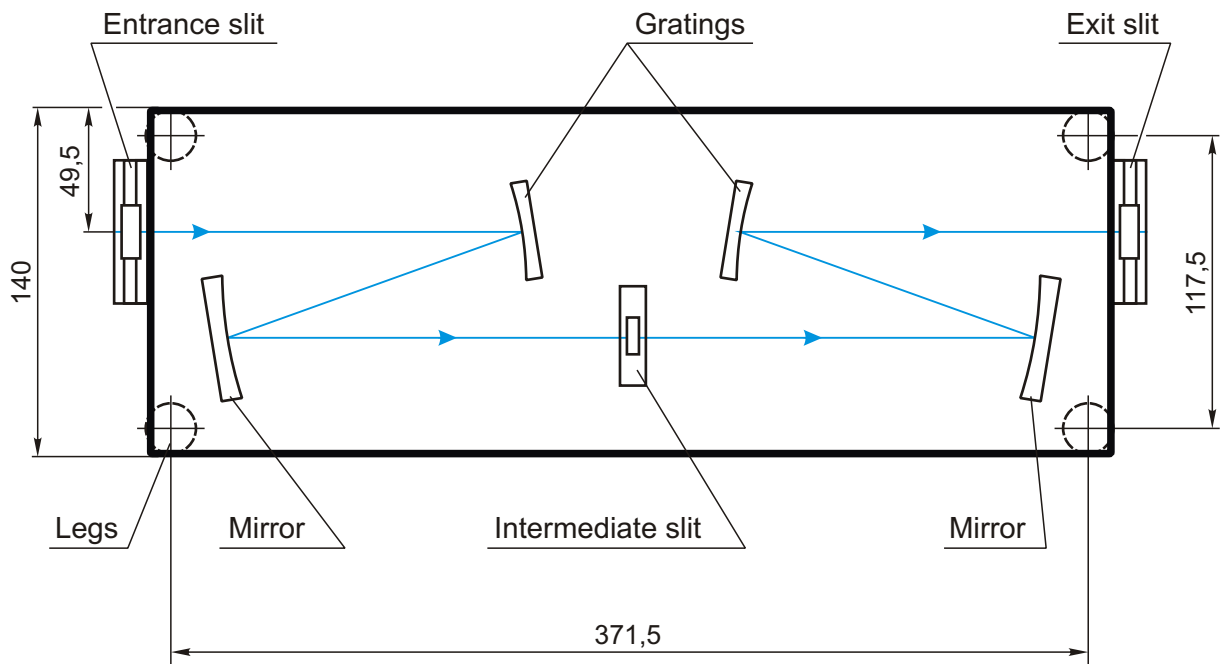 Entrance slit
Gratings
Exit slit
49,5
140
117,5
Legs
Mirror
Intermediate slit
Mirror
371,5